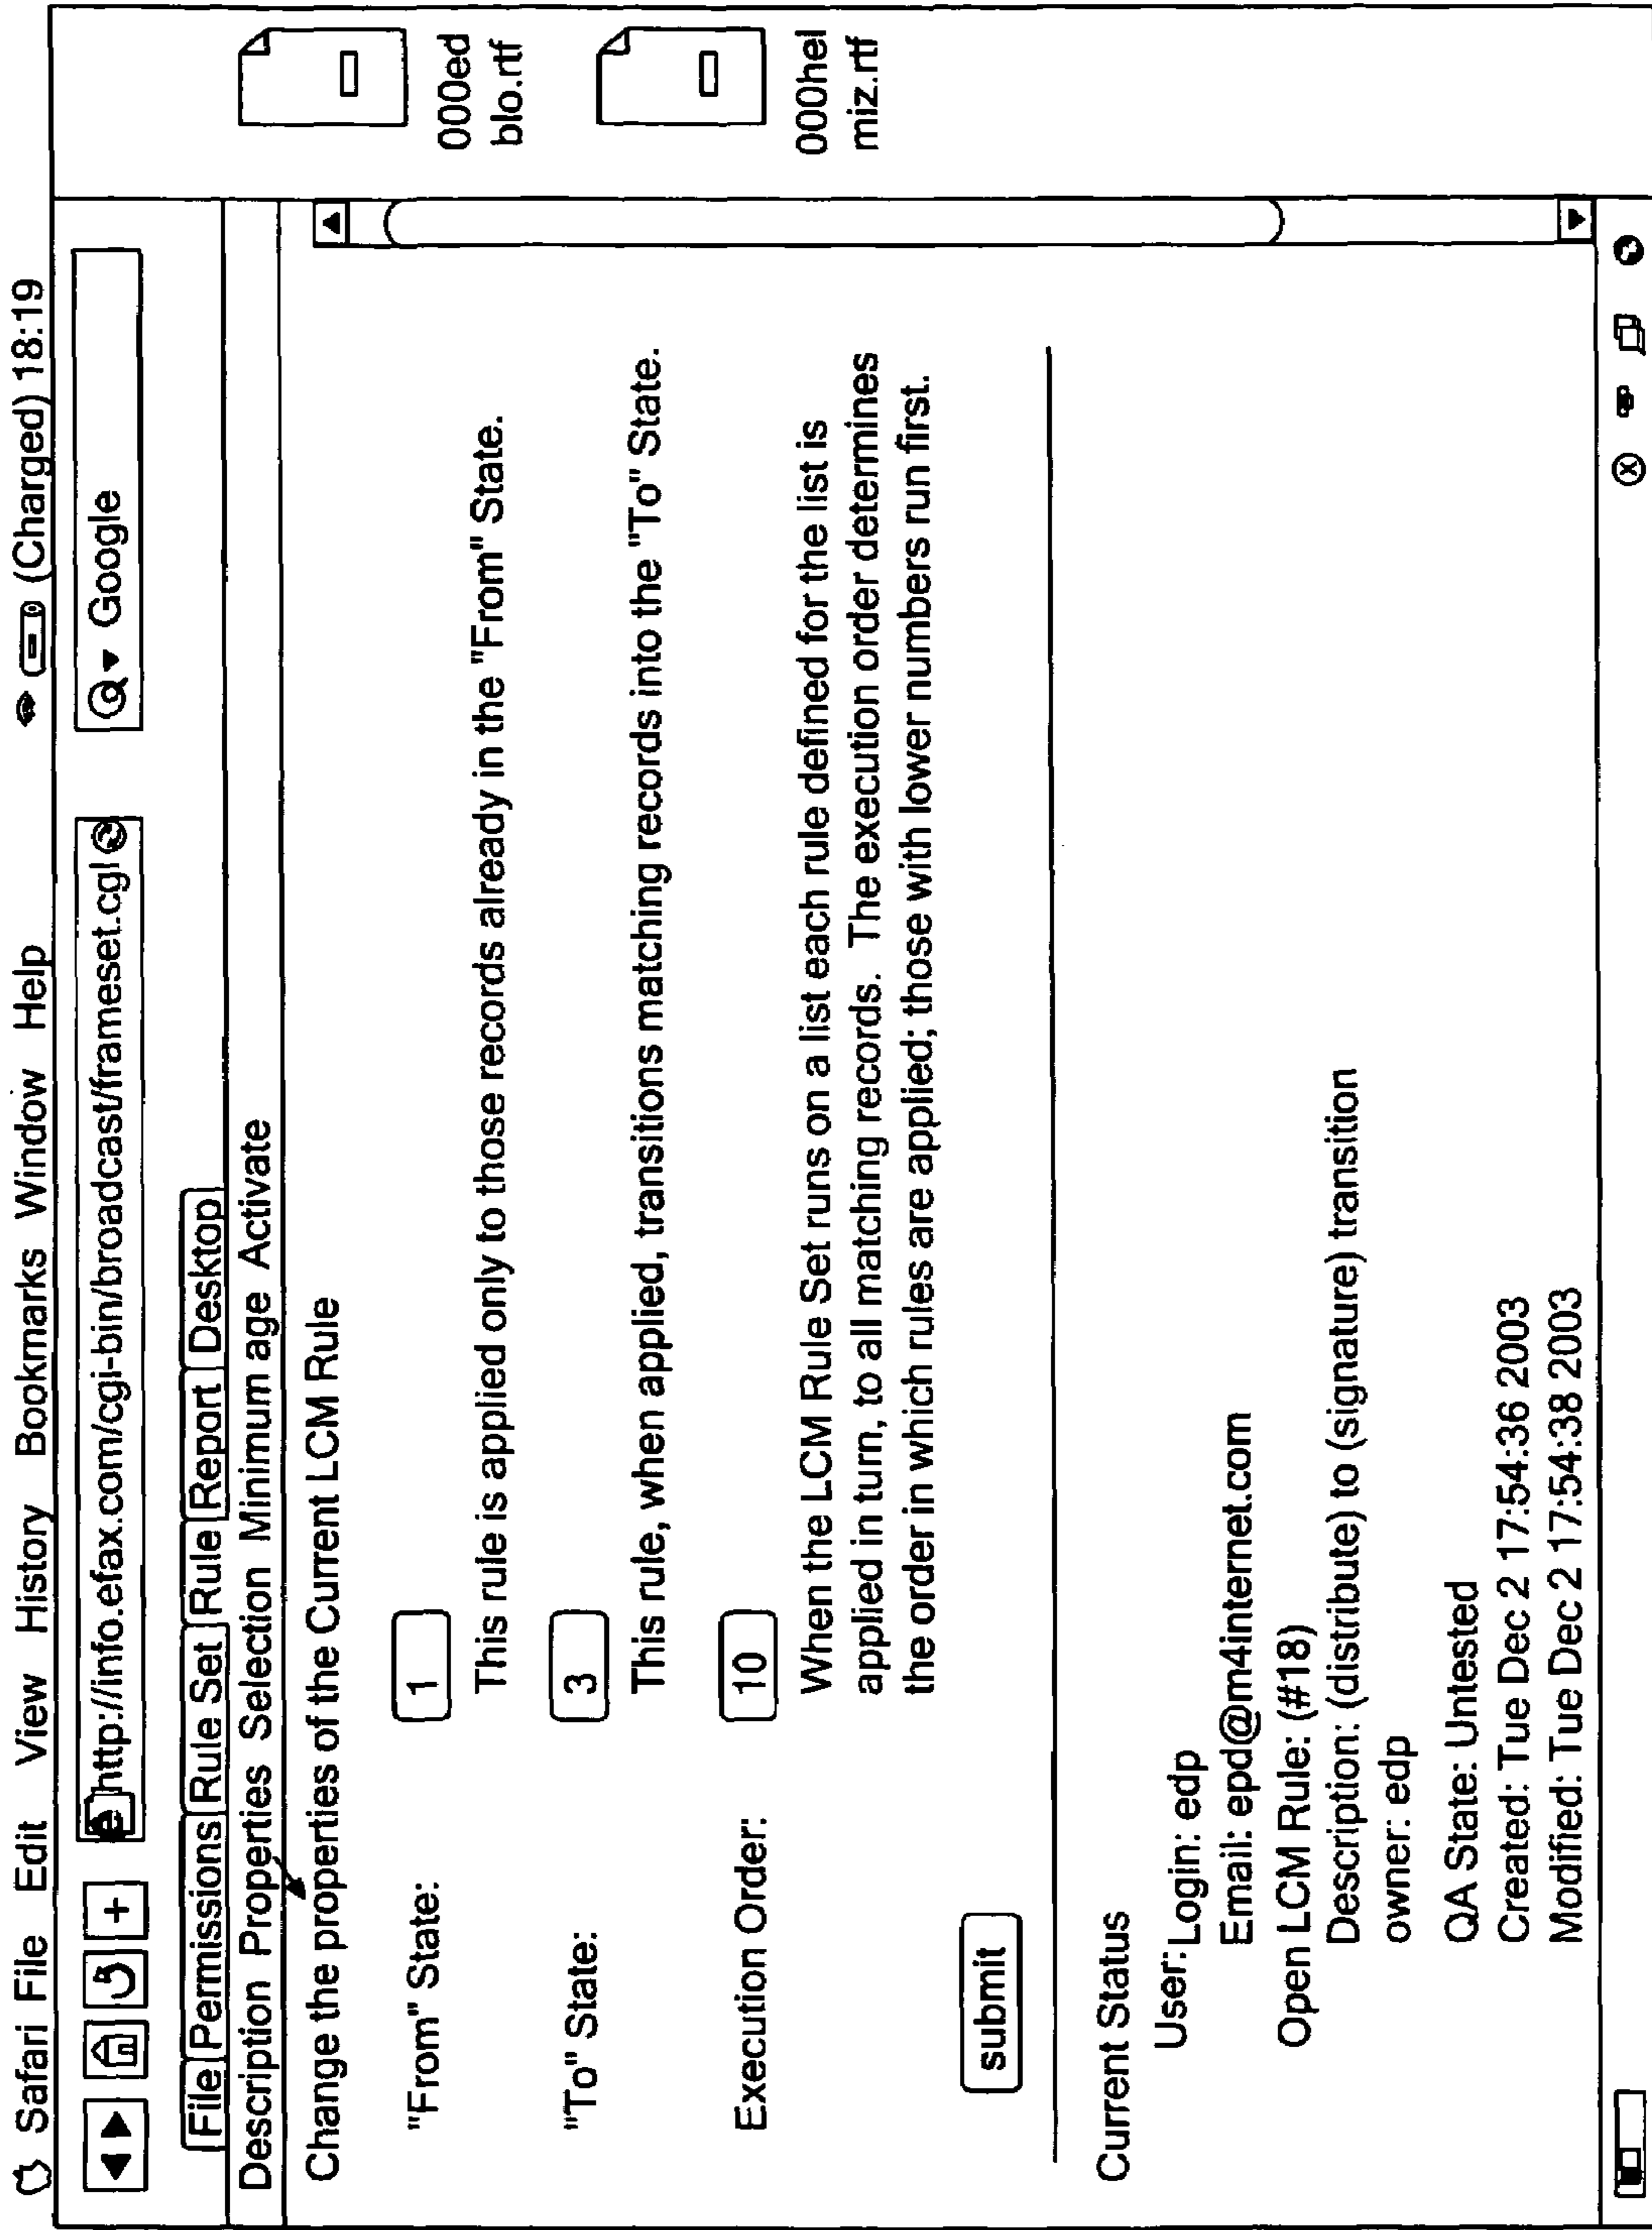 Safari File Edit View History Bookmarks Window Help (Charged) 18:19
http://info.efax.com/cgi-bin/broadcast/frameset.cgl
Google
File Permissions Rule Set Rule Report Desktop
Description Properties Selection Minimum age Activate
Change the properties of the Current LCM Rule
"From" State: 1
This rule is applied only to those records already in the "From" State.
"To" State: 3
This rule, when applied, transitions matching records into the "To" State.
Execution Order: 10
When the LCM Rule Set runs on a list each rule defined for the list is
applied in turn, to all matching records. The execution order determines
the order in which rules are applied; those with lower numbers run first.
submit
Current Status
User: Login: edp
Email: epd@m4internet.com
Open LCM Rule: (#18)
Description: (distribute) to (signature) transition
owner: edp
QA State: Untested
Created: Tue Dec 2 17:54:36 2003
Modified: Tue Dec 2 17:54:38 2003
000ed
blo.rtf
000hel
miz.rtf